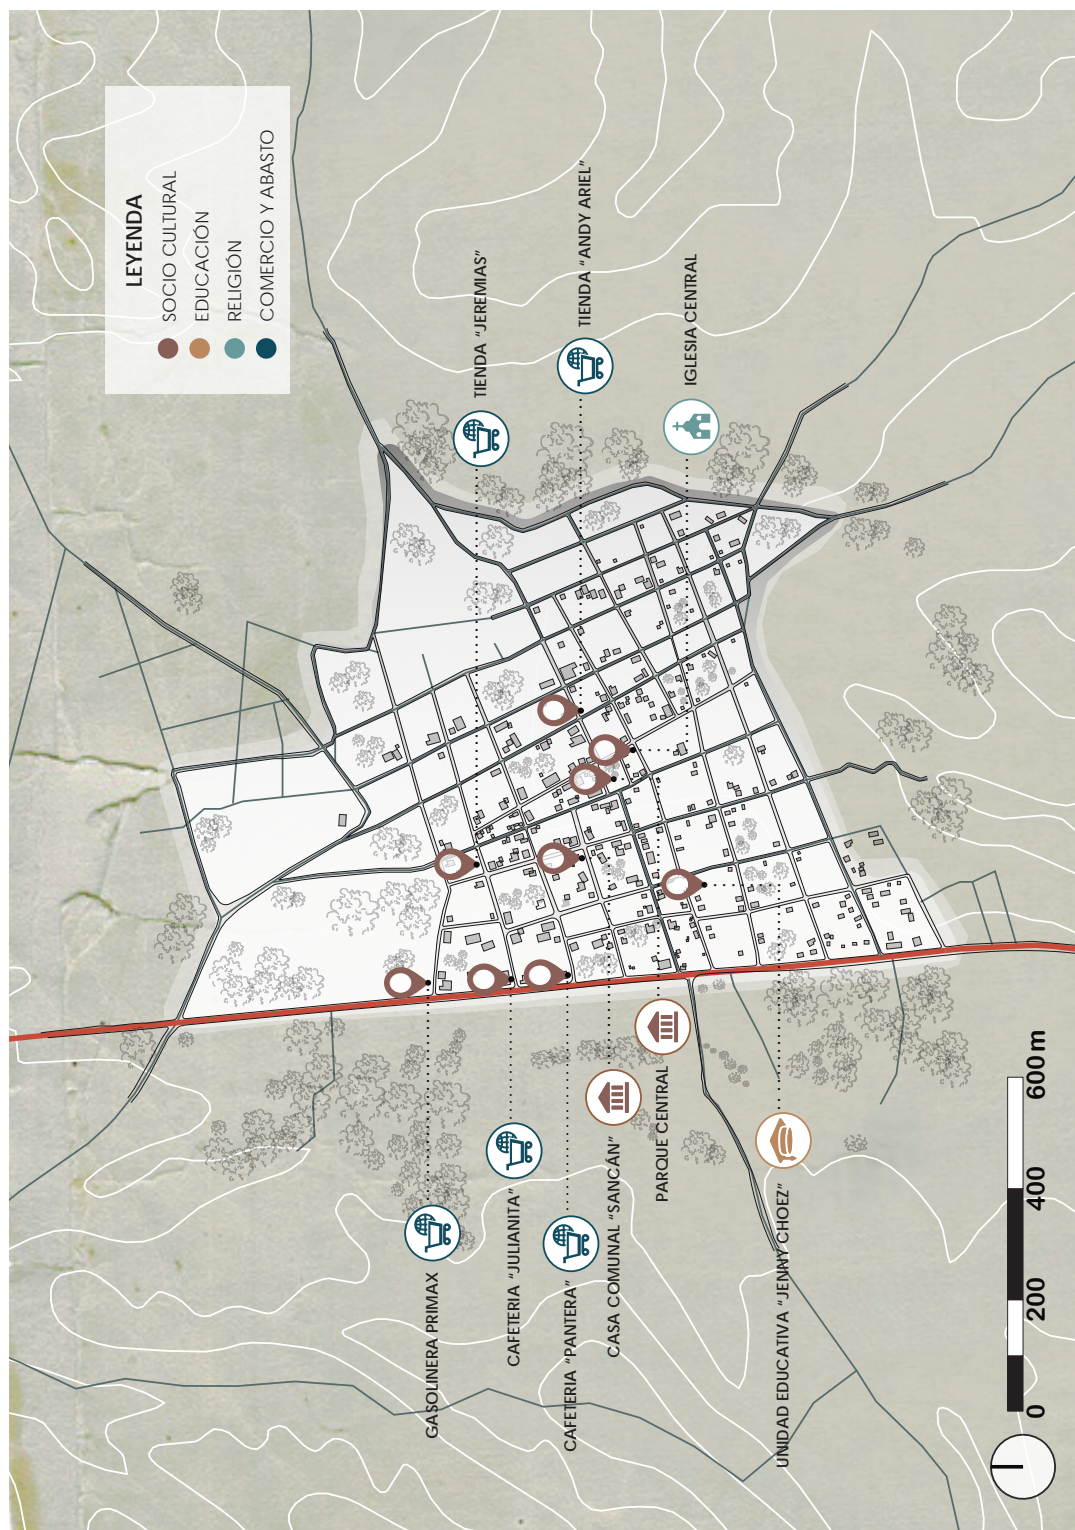 LEYENDA
SOCIO CULTURAL
EDUCACIÓN
RELIGIÓN
COMERCIO Y ABASTO
TIENDA “JEREMIAS”
TIENDA “ANDY ARIEL”
IGLESIA CENTRAL
GASOLINERA PRIMAX
CAFETERIA “JULIANITA”
CAFETERIA “PANTERA”
CASA COMUNAL “SANCÁN”
PARQUE CENTRAL
UNIDAD EDUCATIVA “JENNY CHOEZ”
0 200 400 600 m